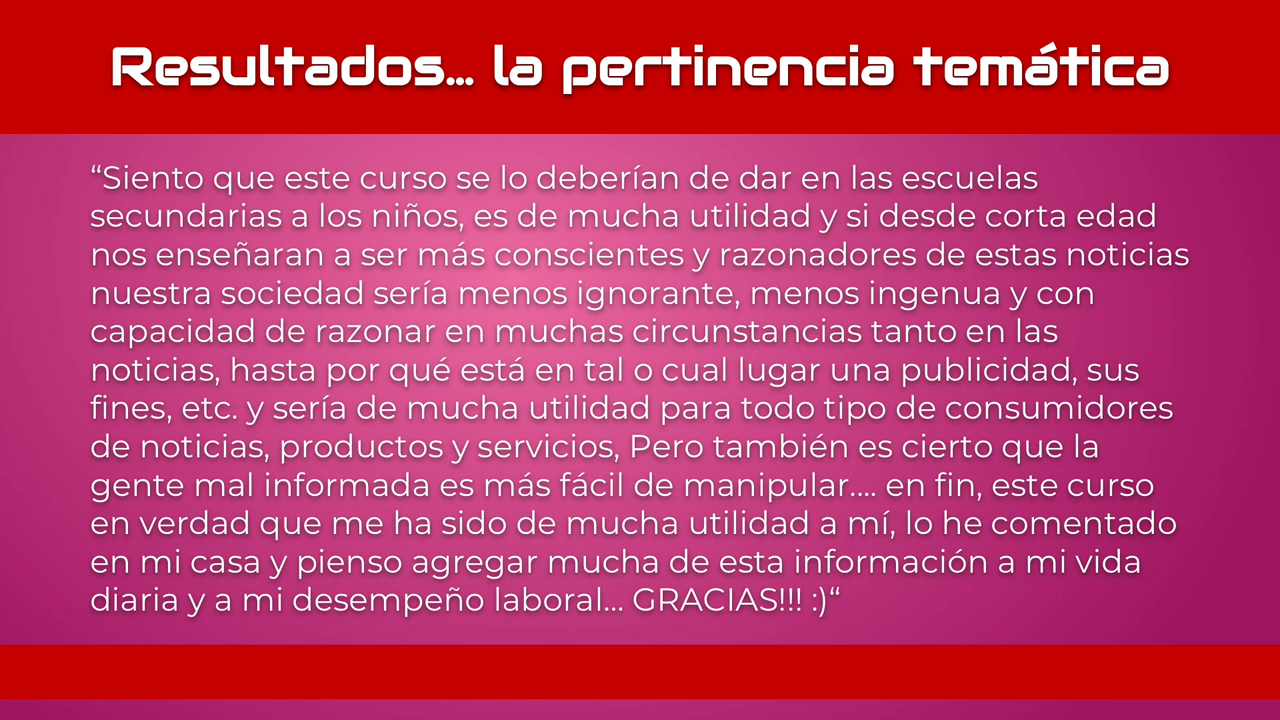 Resultados... la pertinencia temática
“Siento que este curso se lo deberían de dar en las escuelas
secundarias a los niños, es de mucha utilidad y si desde corta edad
nos enseñaran a ser más conscientes y razonadores de estas noticias
nuestra sociedad sería menos ignorante, menos ingenua y con
capacidad de razonar en muchas circunstancias tanto en las
noticias, hasta por qué está en tal o cual lugar una publicidad, sus
fines, etc. y sería de mucha utilidad para todo tipo de consumidores
de noticias, productos y servicios, Pero también es cierto que la
gente mal informada es más fácil de manipular.... en fin, este curso
en verdad que me ha sido de mucha utilidad a mí, lo he comentado
en mi casa y pienso agregar mucha de esta información a mi vida
diaria y a mi desempeño laboral... GRACIAS!!! :)“